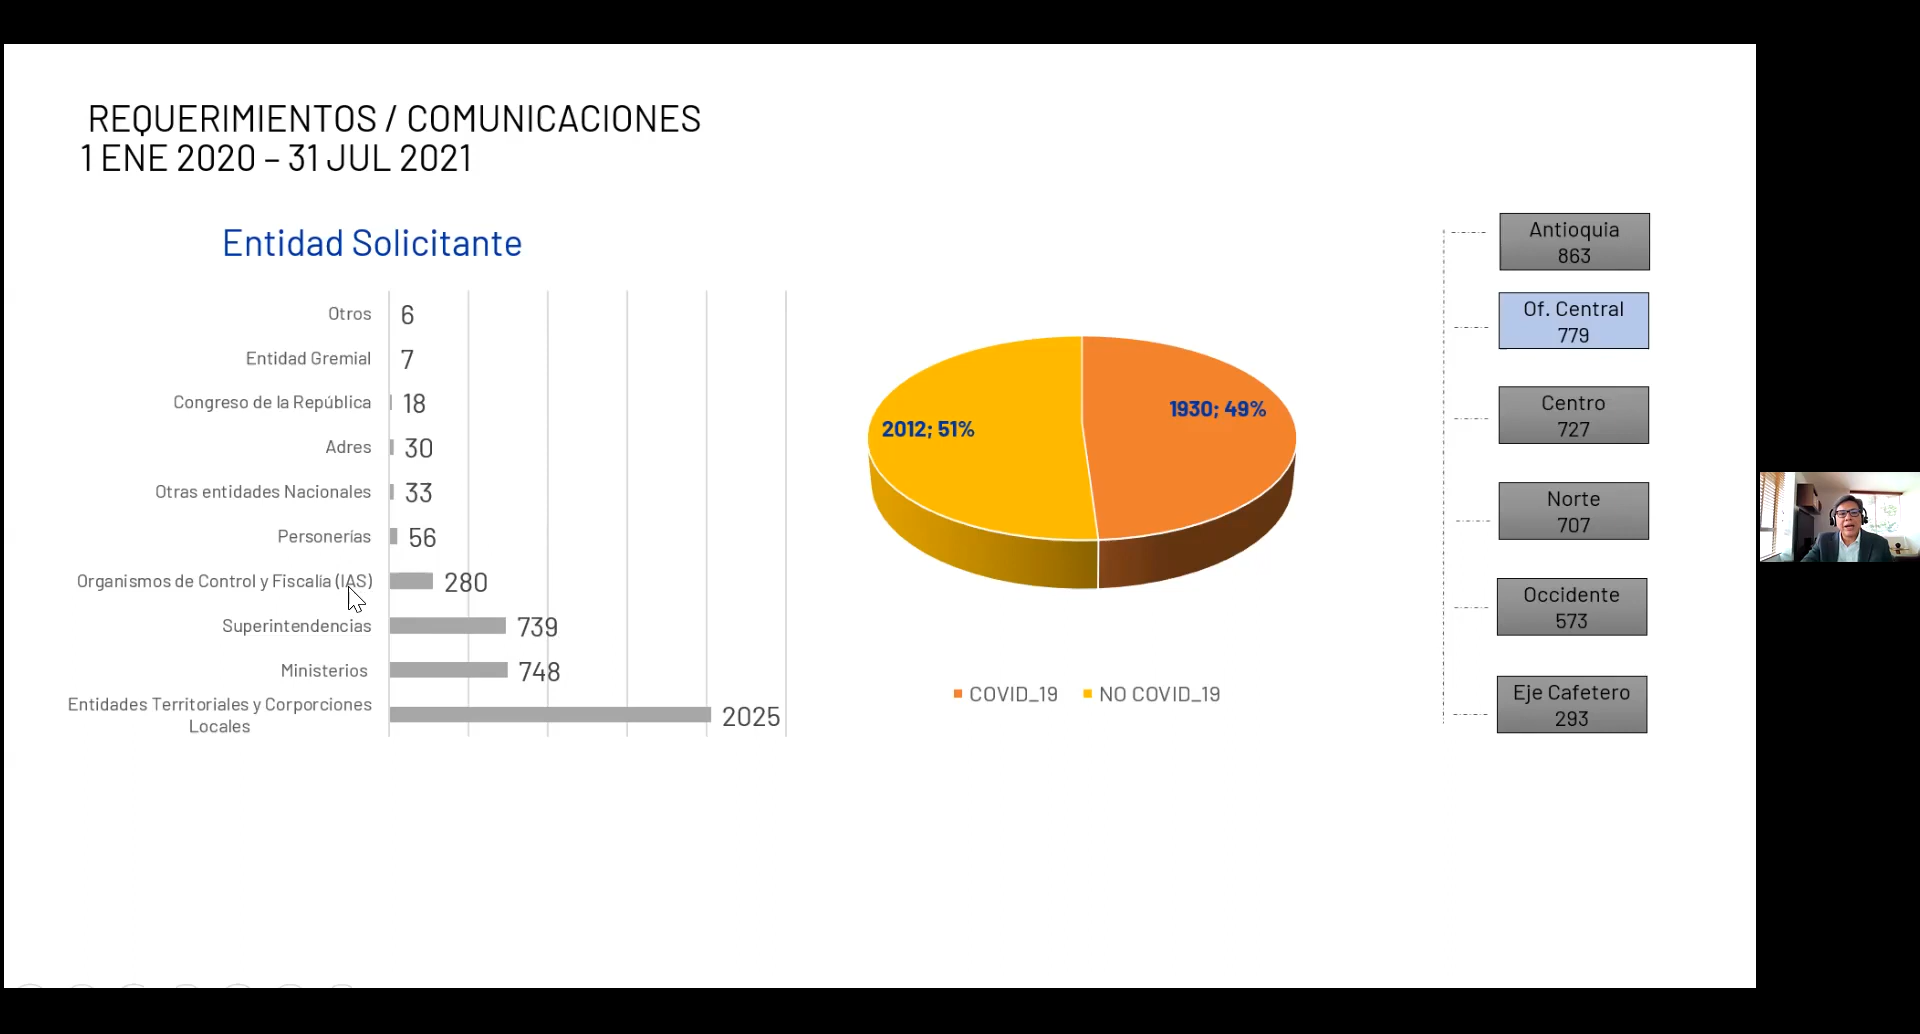 REQUERIMIENTOS / COMUNICACIONES
1 ENE 2020 – 31 JUL 2021
Entidad Solicitante
Otros 6
Entidad Gremial 7
Congreso de la República 18
Adres 30
Otras entidades Nacionales 33
Personerías 56
Organismos de Control y Fiscalía (IAS) 280
Superintendencias 739
Ministerios 748
Entidades Territoriales y Corporciones
Locales 2025
2012; 51%
1930; 49%
COVID_19 NO COVID_19
Antioquia
863
Of. Central
779
Centro
727
Norte
707
Occidente
573
Eje Cafetero
293